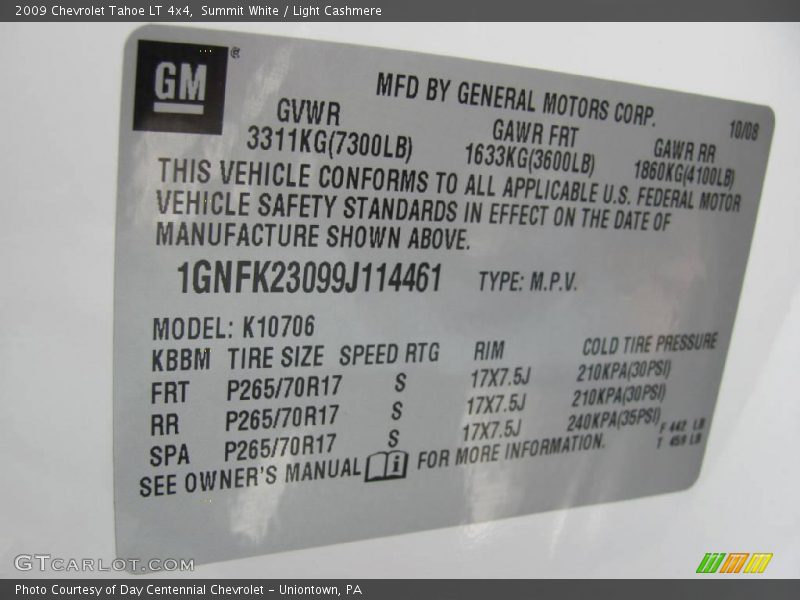 2009 Chevrolet Tahoe LT 4x4, Summit White / Light Cashmere
GM ®
MFD BY GENERAL MOTORS CORP.
10/08
GVWR GAWR FRT GAWR RR
3311KG(7300LB) 1633KG(3600LB) 1860KG(4100LB)
THIS VEHICLE CONFORMS TO ALL APPLICABLE U.S. FEDERAL MOTOR
VEHICLE SAFETY STANDARDS IN EFFECT ON THE DATE OF
MANUFACTURE SHOWN ABOVE.
1GNFK23099J114461 TYPE: M.P.V.
MODEL: K10706
KBBM TIRE SIZE SPEED RTG RIM COLD TIRE PRESSURE
FRT P265/70R17 S 17X7.5J 210KPA(30PSI)
RR P265/70R17 S 17X7.5J 210KPA(30PSI)
SPA P265/70R17 S 17X7.5J 240KPA(35PSI)
F 442 LB
T 459 LB
SEE OWNER'S MANUAL i FOR MORE INFORMATION.
GTCARLOT.COM
Photo Courtesy of Day Centennial Chevrolet - Uniontown, PA